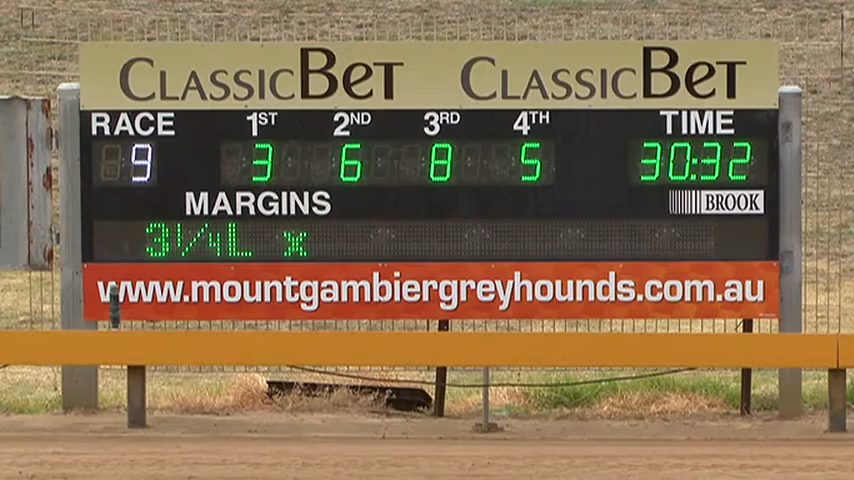 CLASSICBET CLASSICBET
RACE 1ST 2ND 3RD 4TH TIME
9 3 6 8 5 30:32
MARGINS BROOK
3¼L x
www.mountgambiergreyhounds.com.au